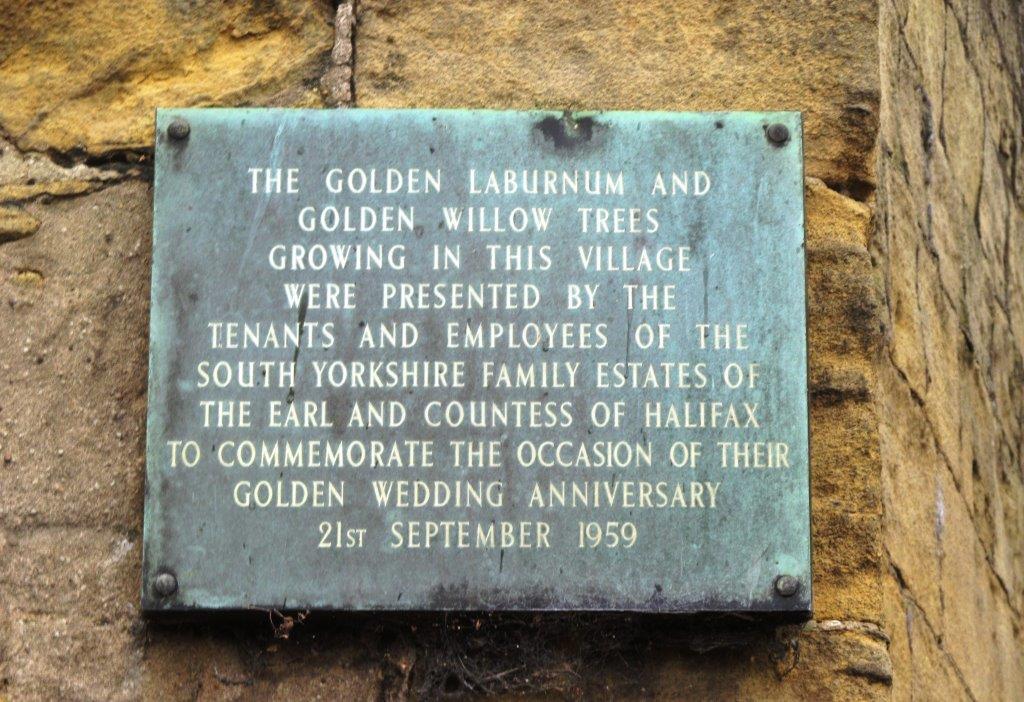 THE GOLDEN LABURNUM AND
GOLDEN WILLOW TREES
GROWING IN THIS VILLAGE
WERE PRESENTED BY THE
TENANTS AND EMPLOYEES OF THE
SOUTH YORKSHIRE FAMILY ESTATES OF
THE EARL AND COUNTESS OF HALIFAX
TO COMMEMORATE THE OCCASION OF THEIR
GOLDEN WEDDING ANNIVERSARY
21ST SEPTEMBER 1959